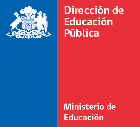 Dirección de
Educación
Pública
Ministerio de
Educación